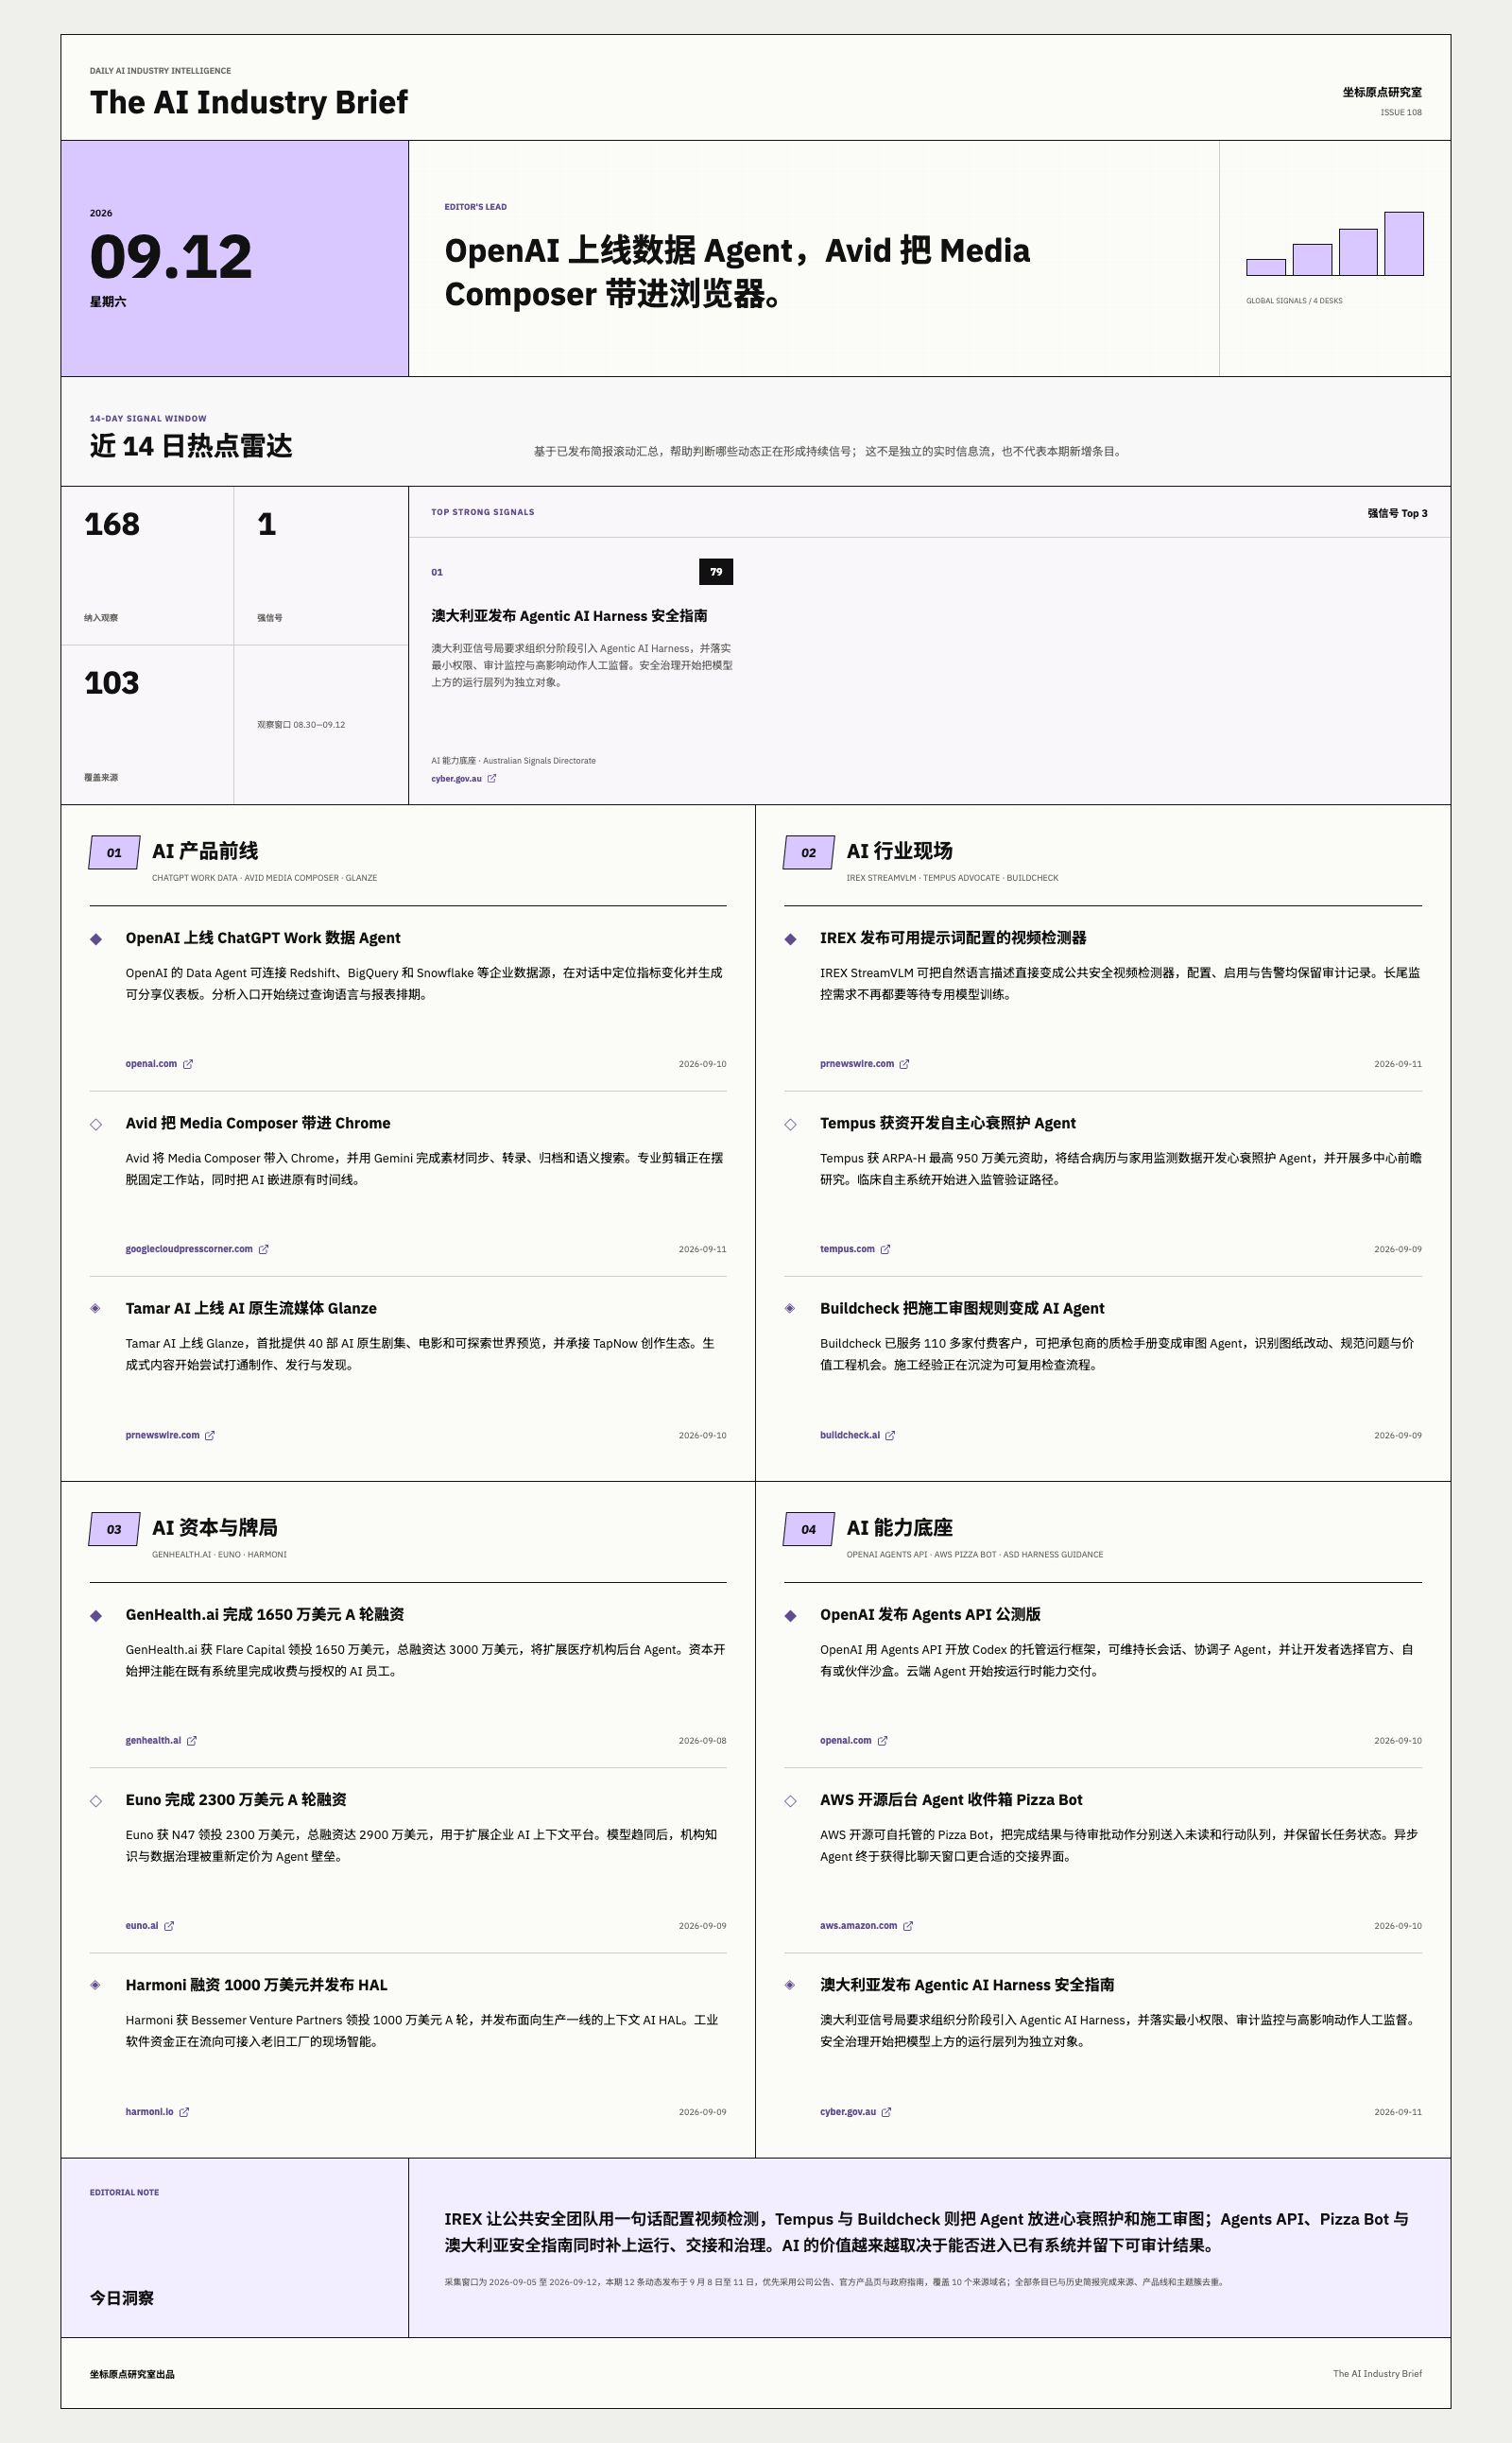 DAILY AI INDUSTRY INTELLIGENCE
The AI Industry Brief
坐标原点研究室
ISSUE 108
2026
09.12
星期六
EDITOR'S LEAD
OpenAI 上线数据 Agent，Avid 把 Media
Composer 带进浏览器。
GLOBAL SIGNALS / 4 DESKS
14-DAY SIGNAL WINDOW
近 14 日热点雷达
基于已发布简报滚动汇总，帮助判断哪些动态正在形成持续信号； 这不是独立的实时信息流，也不代表本期新增条目。
168
纳入观察
1
强信号
103
覆盖来源
观察窗口 08.30—09.12
TOP STRONG SIGNALS
强信号 Top 3
01
79
澳大利亚发布 Agentic AI Harness 安全指南
澳大利亚信号局要求组织分阶段引入 Agentic AI Harness，并落实
最小权限、审计监控与高影响动作人工监督。安全治理开始把模型
上方的运行层列为独立对象。
AI 能力底座 · Australian Signals Directorate
cyber.gov.au
01
AI 产品前线
CHATGPT WORK DATA · AVID MEDIA COMPOSER · GLANZE
OpenAI 上线 ChatGPT Work 数据 Agent
OpenAI 的 Data Agent 可连接 Redshift、BigQuery 和 Snowflake 等企业数据源，在对话中定位指标变化并生成
可分享仪表板。分析入口开始绕过查询语言与报表排期。
openai.com
2026-09-10
Avid 把 Media Composer 带进 Chrome
Avid 将 Media Composer 带入 Chrome，并用 Gemini 完成素材同步、转录、归档和语义搜索。专业剪辑正在摆
脱固定工作站，同时把 AI 嵌进原有时间线。
googlecloudpresscorner.com
2026-09-11
Tamar AI 上线 AI 原生流媒体 Glanze
Tamar AI 上线 Glanze，首批提供 40 部 AI 原生剧集、电影和可探索世界预览，并承接 TapNow 创作生态。生
成式内容开始尝试打通制作、发行与发现。
prnewswire.com
2026-09-10
02
AI 行业现场
IREX STREAMVLM · TEMPUS ADVOCATE · BUILDCHECK
IREX 发布可用提示词配置的视频检测器
IREX StreamVLM 可把自然语言描述直接变成公共安全视频检测器，配置、启用与告警均保留审计记录。长尾监
控需求不再都要等待专用模型训练。
prnewswire.com
2026-09-11
Tempus 获资开发自主心衰照护 Agent
Tempus 获 ARPA-H 最高 950 万美元资助，将结合病历与家用监测数据开发心衰照护 Agent，并开展多中心前瞻
研究。临床自主系统开始进入监管验证路径。
tempus.com
2026-09-09
Buildcheck 把施工审图规则变成 AI Agent
Buildcheck 已服务 110 多家付费客户，可把承包商的质检手册变成审图 Agent，识别图纸改动、规范问题与价
值工程机会。施工经验正在沉淀为可复用检查流程。
buildcheck.ai
2026-09-09
03
AI 资本与牌局
GENHEALTH.AI · EUNO · HARMONI
GenHealth.ai 完成 1650 万美元 A 轮融资
GenHealth.ai 获 Flare Capital 领投 1650 万美元，总融资达 3000 万美元，将扩展医疗机构后台 Agent。资本开
始押注能在既有系统里完成收费与授权的 AI 员工。
genhealth.ai
2026-09-08
Euno 完成 2300 万美元 A 轮融资
Euno 获 N47 领投 2300 万美元，总融资达 2900 万美元，用于扩展企业 AI 上下文平台。模型趋同后，机构知
识与数据治理被重新定价为 Agent 壁垒。
euno.ai
2026-09-09
Harmoni 融资 1000 万美元并发布 HAL
Harmoni 获 Bessemer Venture Partners 领投 1000 万美元 A 轮，并发布面向生产一线的上下文 AI HAL。工业
软件资金正在流向可接入老旧工厂的现场智能。
harmoni.io
2026-09-09
04
AI 能力底座
OPENAI AGENTS API · AWS PIZZA BOT · ASD HARNESS GUIDANCE
OpenAI 发布 Agents API 公测版
OpenAI 用 Agents API 开放 Codex 的托管运行框架，可维持长会话、协调子 Agent，并让开发者选择官方、自
有或伙伴沙盒。云端 Agent 开始按运行时能力交付。
openai.com
2026-09-10
AWS 开源后台 Agent 收件箱 Pizza Bot
AWS 开源可自托管的 Pizza Bot，把完成结果与待审批动作分别送入未读和行动队列，并保留长任务状态。异步
Agent 终于获得比聊天窗口更合适的交接界面。
aws.amazon.com
2026-09-10
澳大利亚发布 Agentic AI Harness 安全指南
澳大利亚信号局要求组织分阶段引入 Agentic AI Harness，并落实最小权限、审计监控与高影响动作人工监督。
安全治理开始把模型上方的运行层列为独立对象。
cyber.gov.au
2026-09-11
EDITORIAL NOTE
今日洞察
IREX 让公共安全团队用一句话配置视频检测，Tempus 与 Buildcheck 则把 Agent 放进心衰照护和施工审图；Agents API、Pizza Bot 与
澳大利亚安全指南同时补上运行、交接和治理。AI 的价值越来越取决于能否进入已有系统并留下可审计结果。
采集窗口为 2026-09-05 至 2026-09-12，本期 12 条动态发布于 9 月 8 日至 11 日，优先采用公司公告、官方产品页与政府指南，覆盖 10 个来源域名；全部条目已与历史简报完成来源、产品线和主题簇去重。
坐标原点研究室出品
The AI Industry Brief